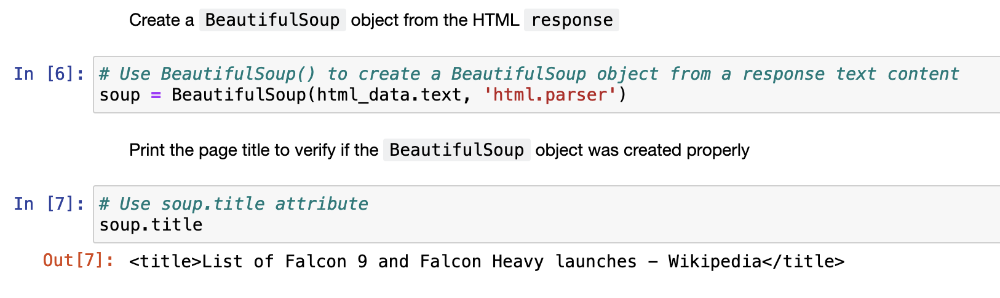 Create a BeautifulSoup object from the HTML response
In [6]: # Use BeautifulSoup() to create a BeautifulSoup object from a response text content
soup = BeautifulSoup(html_data.text, 'html.parser')
Print the page title to verify if the BeautifulSoup object was created properly
In [7]: # Use soup.title attribute
soup.title
Out[7]: <title>List of Falcon 9 and Falcon Heavy launches - Wikipedia</title>